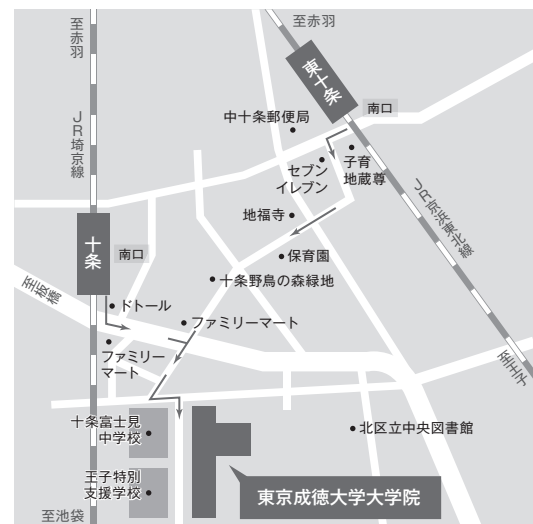 至赤羽
至赤羽
東十条
南口
中十条郵便局
JR埼京線
セブン
イレブン
子育
地蔵尊
地福寺
JR京浜東北線
十条
南口
保育園
至板橋
十条野鳥の森緑地
ドトール
ファミリーマート
ファミリー
マート
至王子
十条富士見
中学校
北区立中央図書館
王子特別
支援学校
東京成徳大学大学院
至池袋